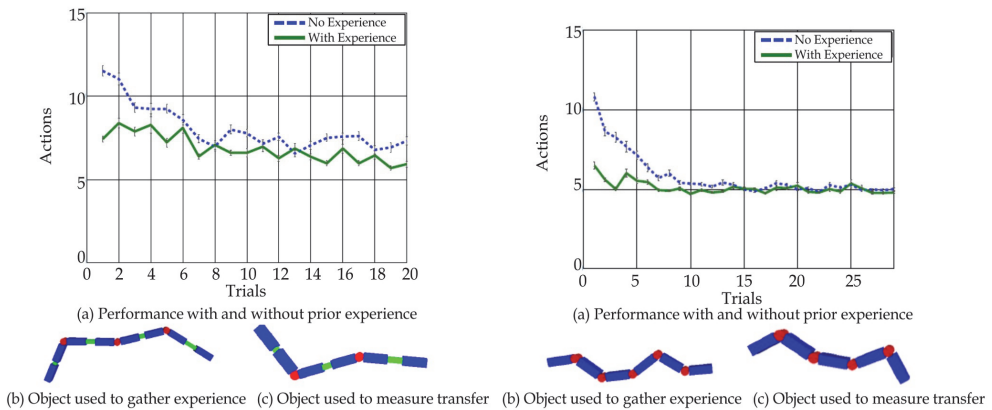 15
No Experience
With Experience
10
Actions
5
0
0 2 4 6 8 10 12 14 16 18 20
Trials
(a) Performance with and without prior experience
(b) Object used to gather experience (c) Object used to measure transfer
15
No Experience
With Experience
10
Actions
5
0
0 5 10 15 20 25
Trials
(a) Performance with and without prior experience
(b) Object used to gather experience (c) Object used to measure transfer